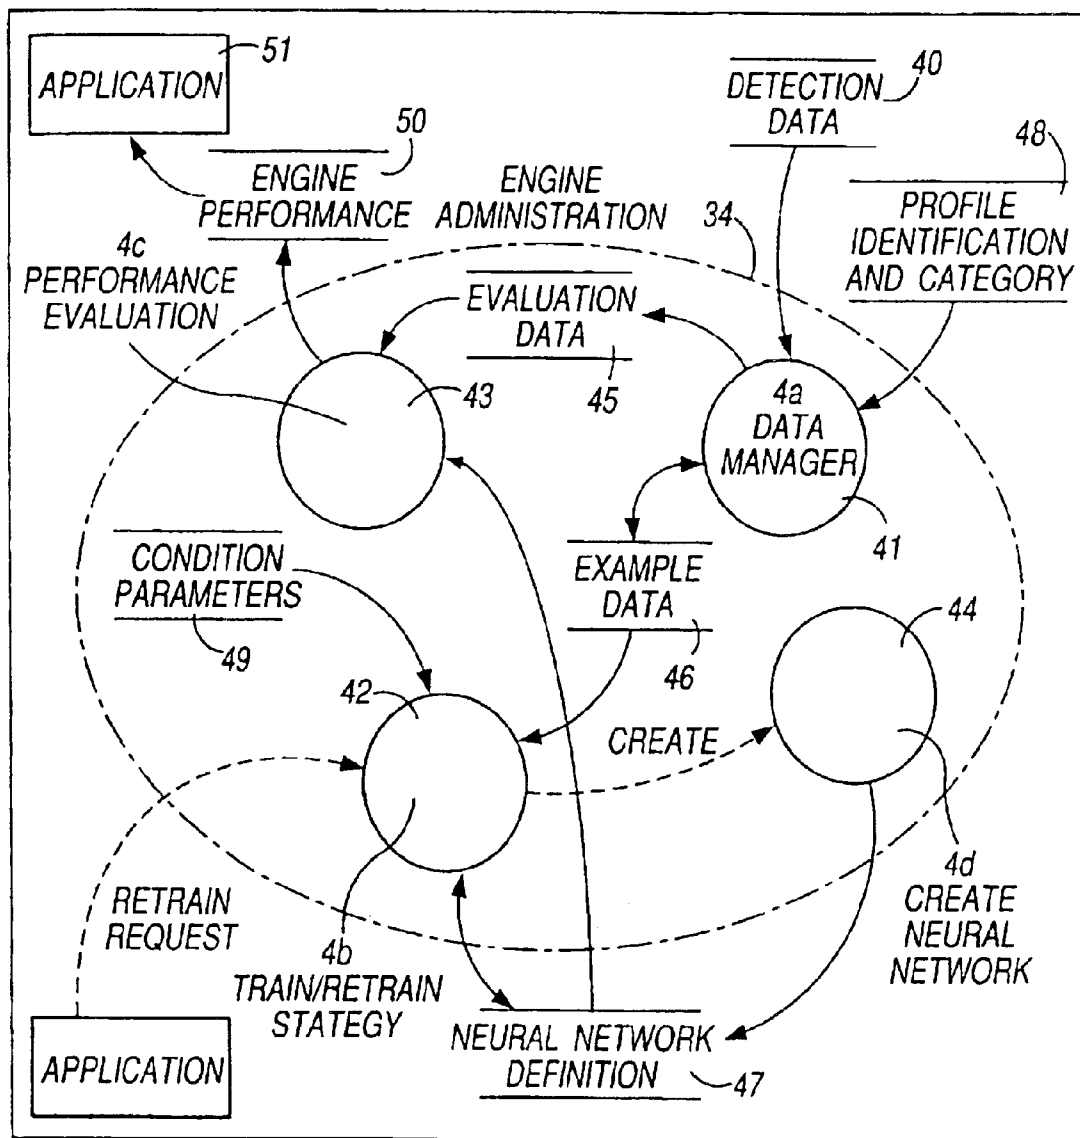 APPLICATION
51
40
DETECTION
DATA
50
48
ENGINE
PERFORMANCE
ENGINE
ADMINISTRATION
34
PROFILE
IDENTIFICATION
AND CATEGORY
4c
PERFORMANCE
EVALUATION
EVALUATION
DATA
45
43
4a
DATA
MANAGER
41
CONDITION
PARAMETERS
49
EXAMPLE
DATA
46
44
42
CREATE
RETRAIN
REQUEST
4b
TRAIN/RETRAIN
STATEGY
4d
CREATE
NEURAL
NETWORK
APPLICATION
NEURAL NETWORK
DEFINITION
47